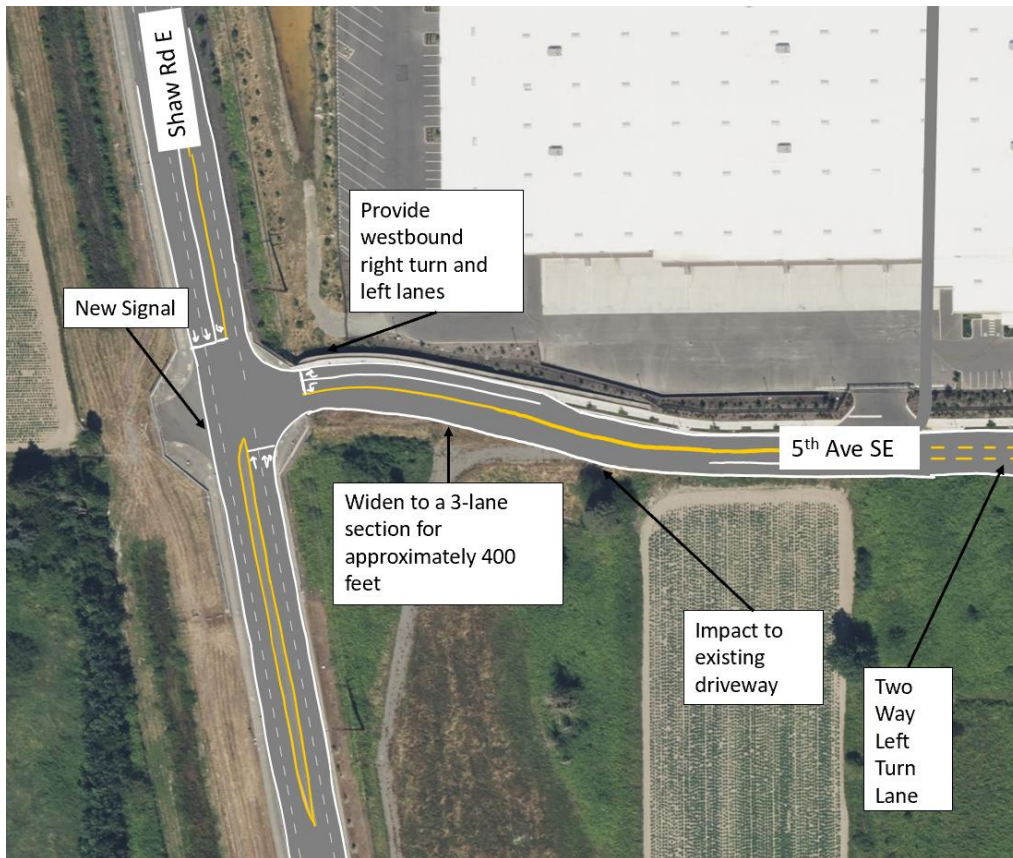 Shaw Rd E
Provide
westbound
right turn and
left lanes
New Signal
5th Ave SE
Widen to a 3-lane
section for
approximately 400
feet
Impact to
existing
driveway
Two
Way
Left
Turn
Lane